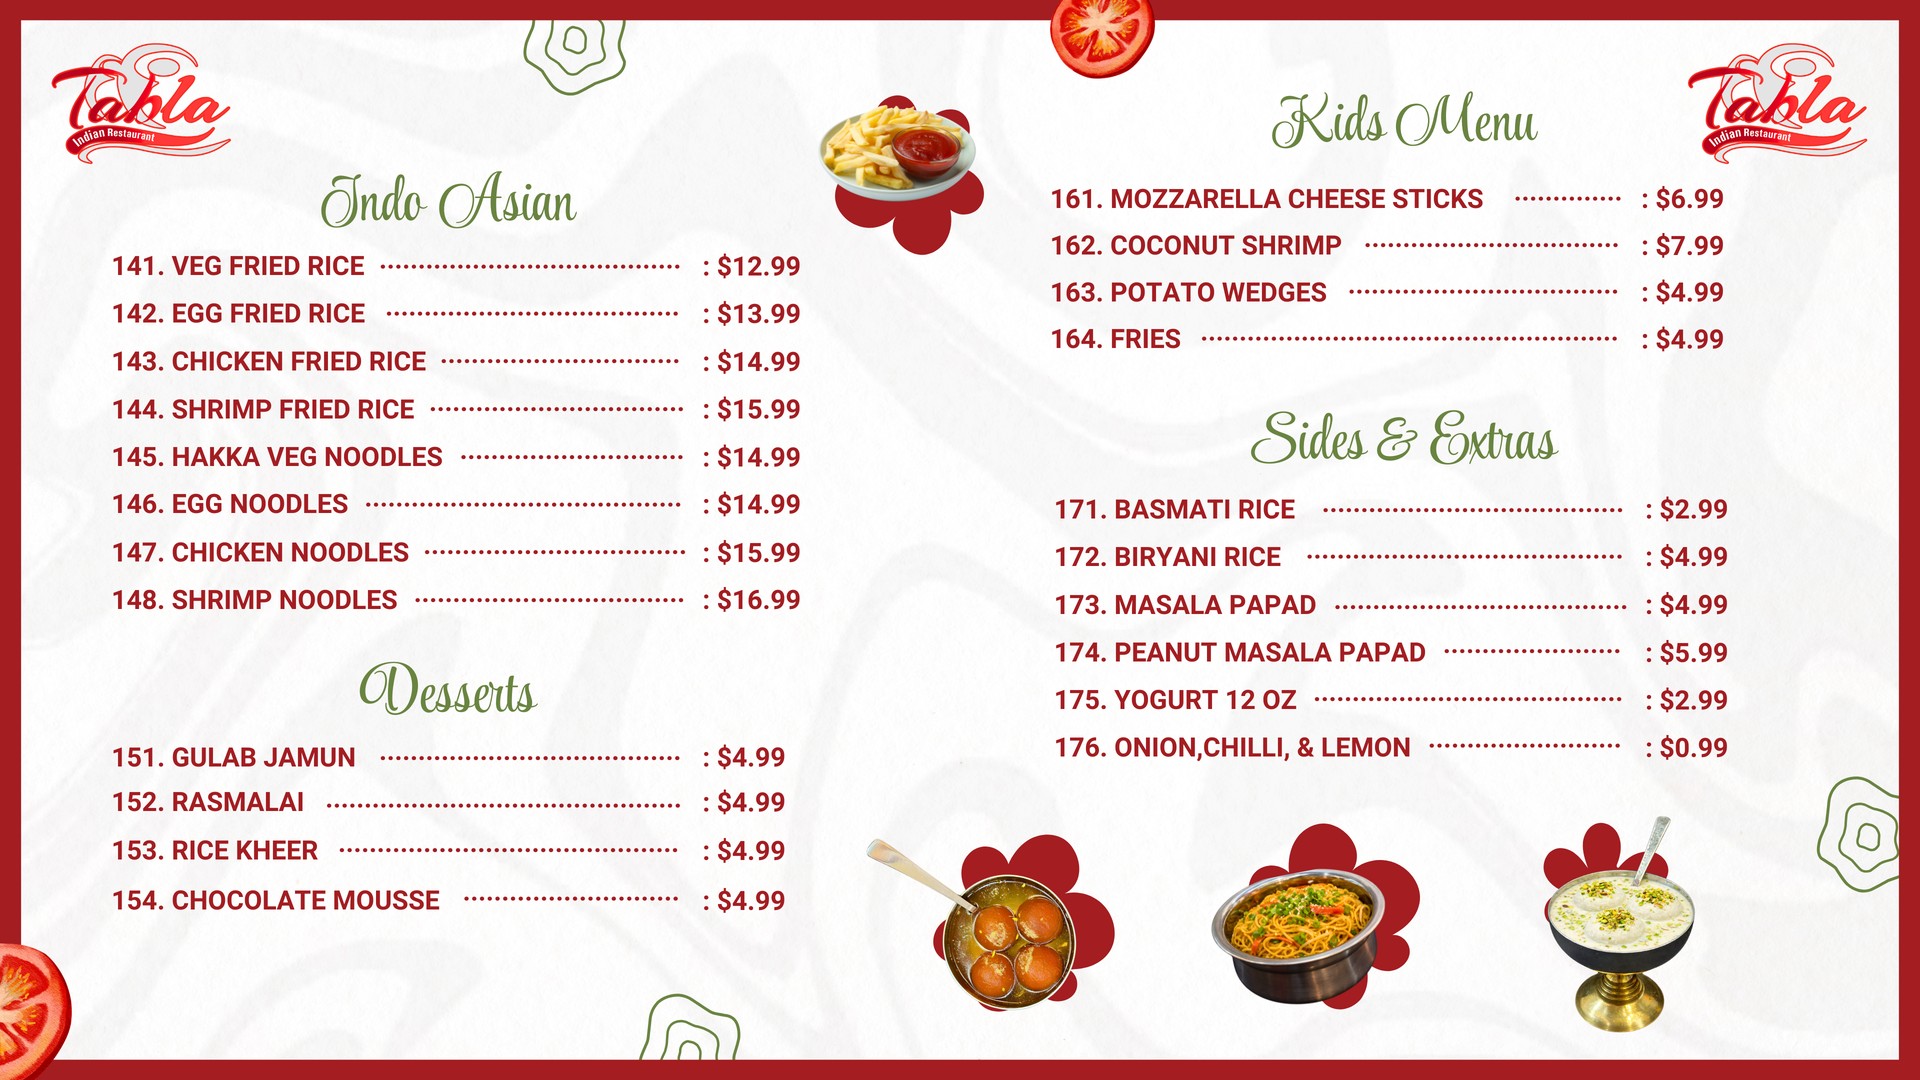 Tabla
Indian Restaurant
Indo Asian
141. VEG FRIED RICE : $12.99
142. EGG FRIED RICE : $13.99
143. CHICKEN FRIED RICE : $14.99
144. SHRIMP FRIED RICE : $15.99
145. HAKKA VEG NOODLES : $14.99
146. EGG NOODLES : $14.99
147. CHICKEN NOODLES : $15.99
148. SHRIMP NOODLES : $16.99
Desserts
151. GULAB JAMUN : $4.99
152. RASMALAI : $4.99
153. RICE KHEER : $4.99
154. CHOCOLATE MOUSSE : $4.99
Tabla
Indian Restaurant
Kids Menu
161. MOZZARELLA CHEESE STICKS : $6.99
162. COCONUT SHRIMP : $7.99
163. POTATO WEDGES : $4.99
164. FRIES : $4.99
Sides & Extras
171. BASMATI RICE : $2.99
172. BIRYANI RICE : $4.99
173. MASALA PAPAD : $4.99
174. PEANUT MASALA PAPAD : $5.99
175. YOGURT 12 OZ : $2.99
176. ONION,CHILLI, & LEMON : $0.99